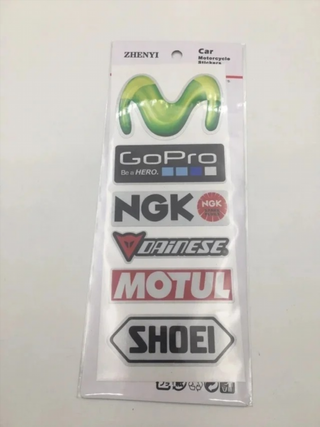 ZHENYI
Car
Motorcycle
Stickers
GoPro
Be a HERO.
NGK
NGK
DAiNESE
MOTUL
SHOEI